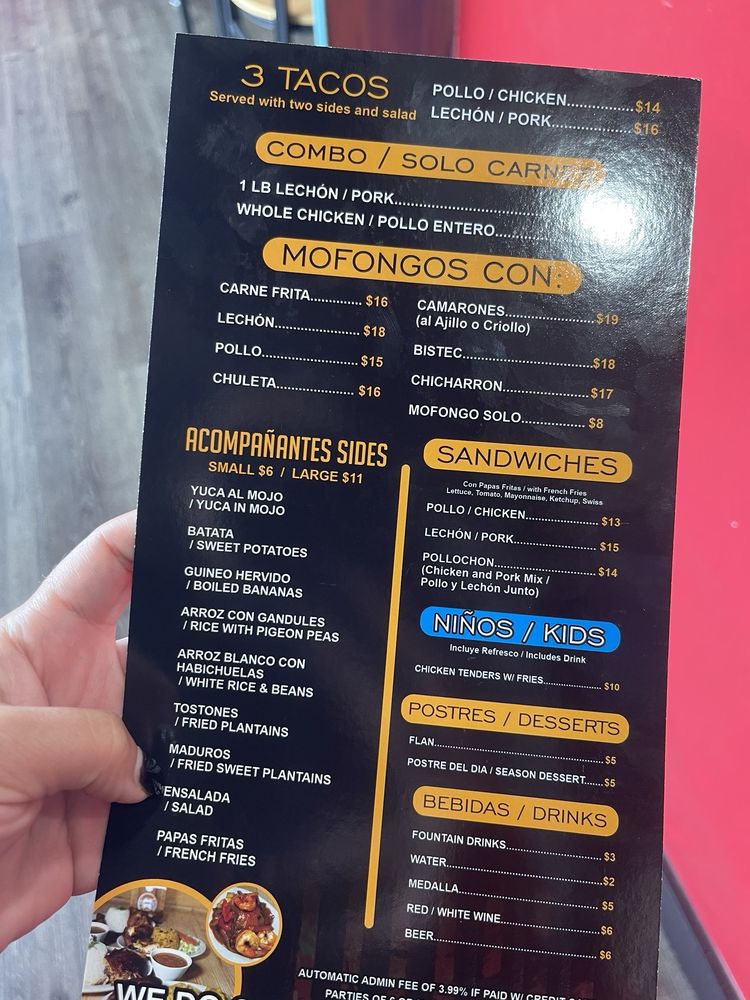 3 TACOS
Served with two sides and salad
POLLO / CHICKEN..................$14
LECHÓN / PORK.....................$16
COMBO / SOLO CARNE
1 LB LECHÓN / PORK
WHOLE CHICKEN / POLLO ENTERO
MOFONGOS CON:
CARNE FRITA............. $16
LECHÓN...................... $18
POLLO......................... $15
CHULETA.................... $16
CAMARONES.......................$19
(al Ajillo o Criollo)
BISTEC.................................$18
CHICHARRON...................... $17
MOFONGO SOLO................. $8
ACOMPAÑANTES SIDES
SMALL $6 / LARGE $11
YUCA AL MOJO
/ YUCA IN MOJO
BATATA
/ SWEET POTATOES
GUINEO HERVIDO
/ BOILED BANANAS
ARROZ CON GANDULES
/ RICE WITH PIGEON PEAS
ARROZ BLANCO CON
HABICHUELAS
/ WHITE RICE & BEANS
TOSTONES
/ FRIED PLANTAINS
MADUROS
/ FRIED SWEET PLANTAINS
ENSALADA
/ SALAD
PAPAS FRITAS
/ FRENCH FRIES
SANDWICHES
Con Papas Fritas / with French Fries
Lettuce, Tomato, Mayonnaise, Ketchup, Swiss
POLLO / CHICKEN................... $13
LECHÓN / PORK...................... $15
POLLOCHON........................... $14
(Chicken and Pork Mix /
Pollo y Lechón Junto)
NIÑOS / KIDS
Incluye Refresco / Includes Drink
CHICKEN TENDERS W/ FRIES.................. $10
POSTRES / DESSERTS
FLAN...................................................$5
POSTRE DEL DIA / SEASON DESSERT......$5
BEBIDAS / DRINKS
FOUNTAIN DRINKS............................ $3
WATER..............................................$2
MEDALLA......................................... $5
RED / WHITE WINE............................. $6
BEER................................................ $6
AUTOMATIC ADMIN FEE OF 3.99% IF PAID W/ CREDIT
PARTIES OF
WE DO